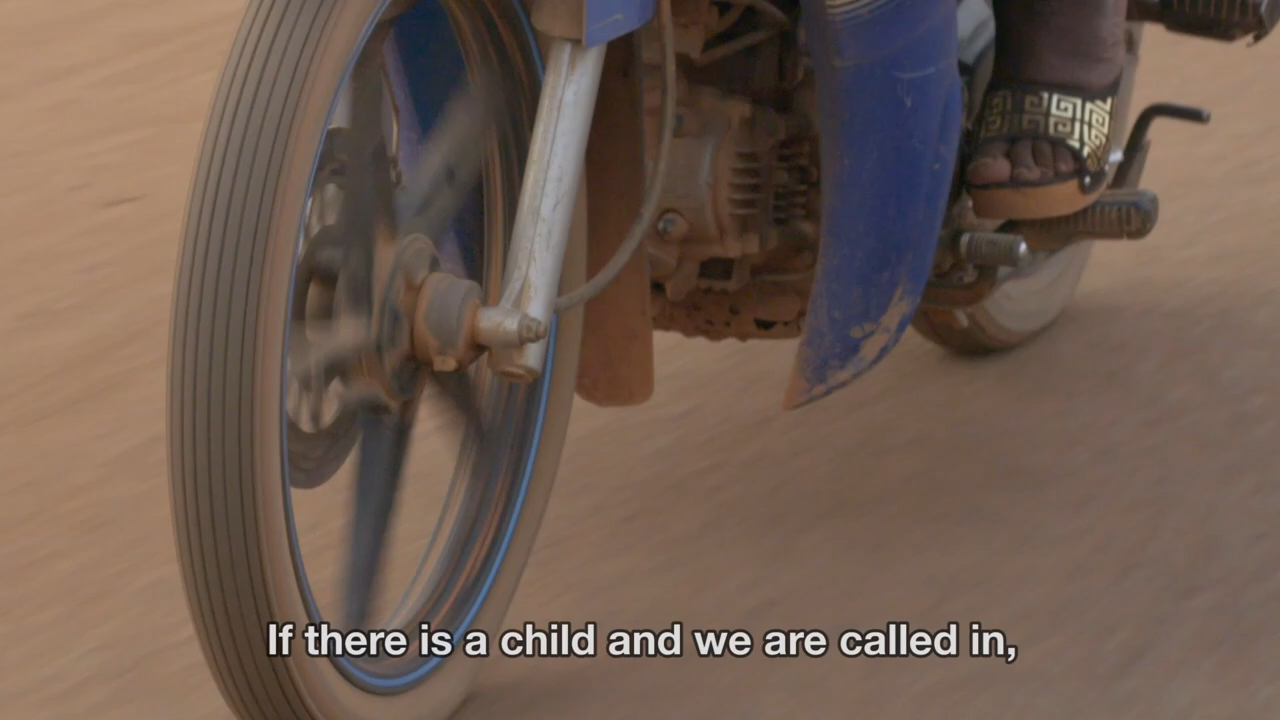 If there is a child and we are called in,